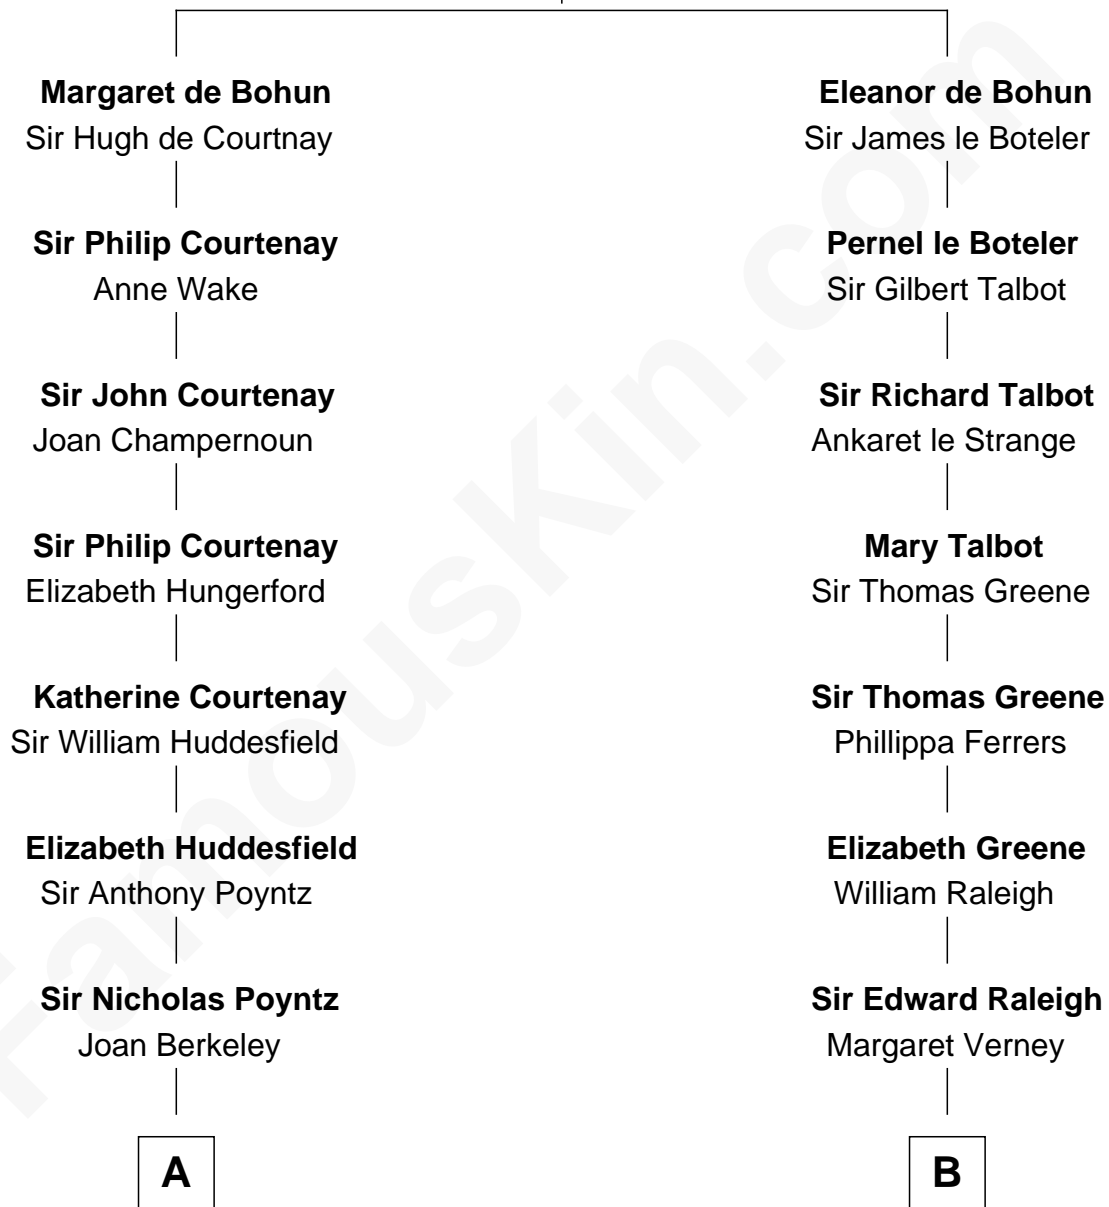 Margaret de Bohun
Sir Hugh de Courtnay
Sir Philip Courtenay
Anne Wake
Sir John Courtenay
Joan Champernoun
Sir Philip Courtenay
Elizabeth Hungerford
Katherine Courtenay
Sir William Huddesfield
Elizabeth Huddesfield
Sir Anthony Poyntz
Sir Nicholas Poyntz
Joan Berkeley
A
Eleanor de Bohun
Sir James le Boteler
Pernel le Boteler
Sir Gilbert Talbot
Sir Richard Talbot
Ankaret le Strange
Mary Talbot
Sir Thomas Greene
Sir Thomas Greene
Phillippa Ferrers
Elizabeth Greene
William Raleigh
Sir Edward Raleigh
Margaret Verney
B
FamousKin.com